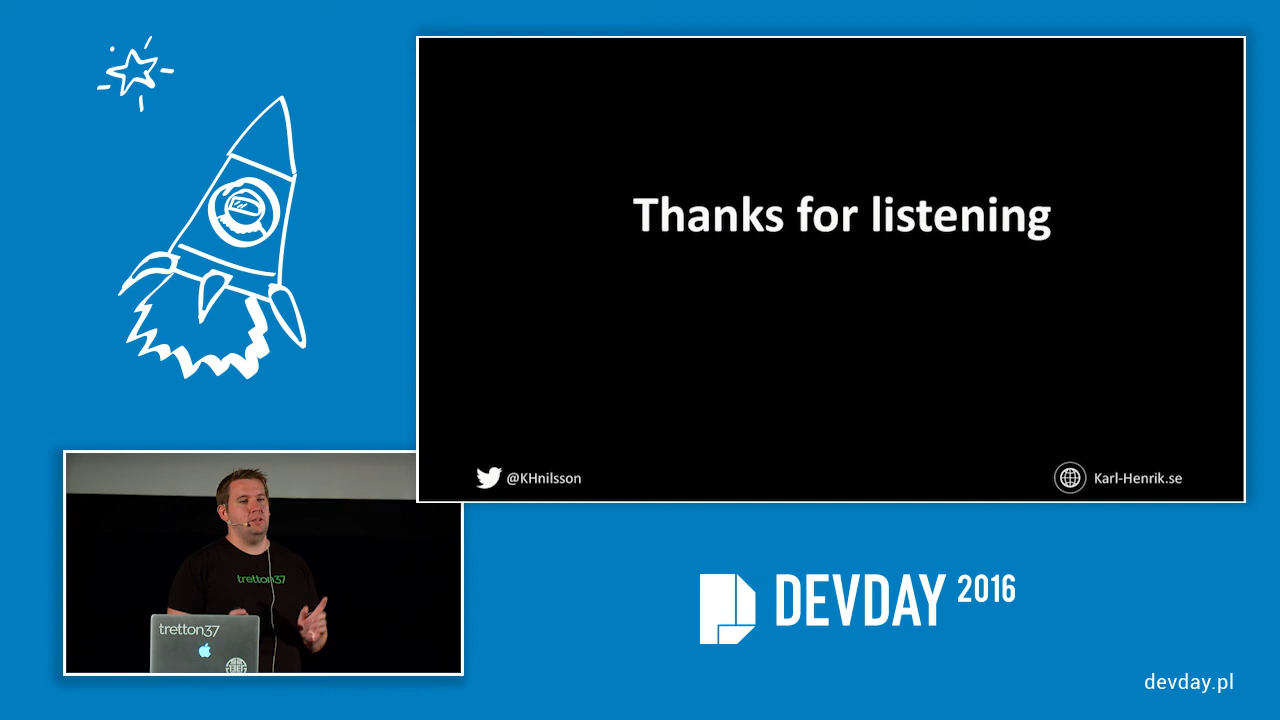 Thanks for listening
@KHnilsson
Karl-Henrik.se
tretton37
tretton37
DEVDAY 2016
devday.pl